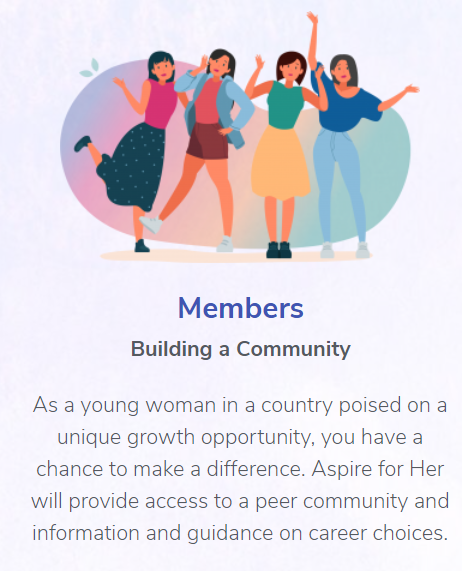 Members
Building a Community
As a young woman in a country poised on a
unique growth opportunity, you have a
chance to make a difference. Aspire for Her
will provide access to a peer community and
information and guidance on career choices.